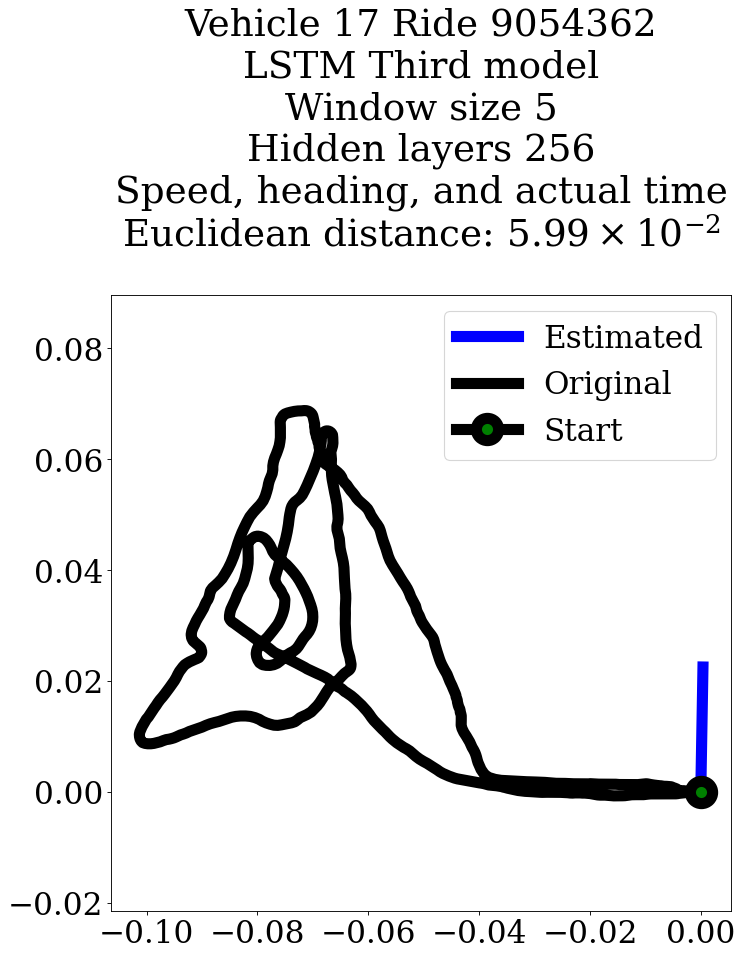 Vehicle 17 Ride 9054362
LSTM Third model
Window size 5
Hidden layers 256
Speed, heading, and actual time
Euclidean distance: 5.99 × 10⁻²
Estimated
Original
Start
0.08
0.06
0.04
0.02
0.00
−0.02
−0.10 −0.08 −0.06 −0.04 −0.02 0.00